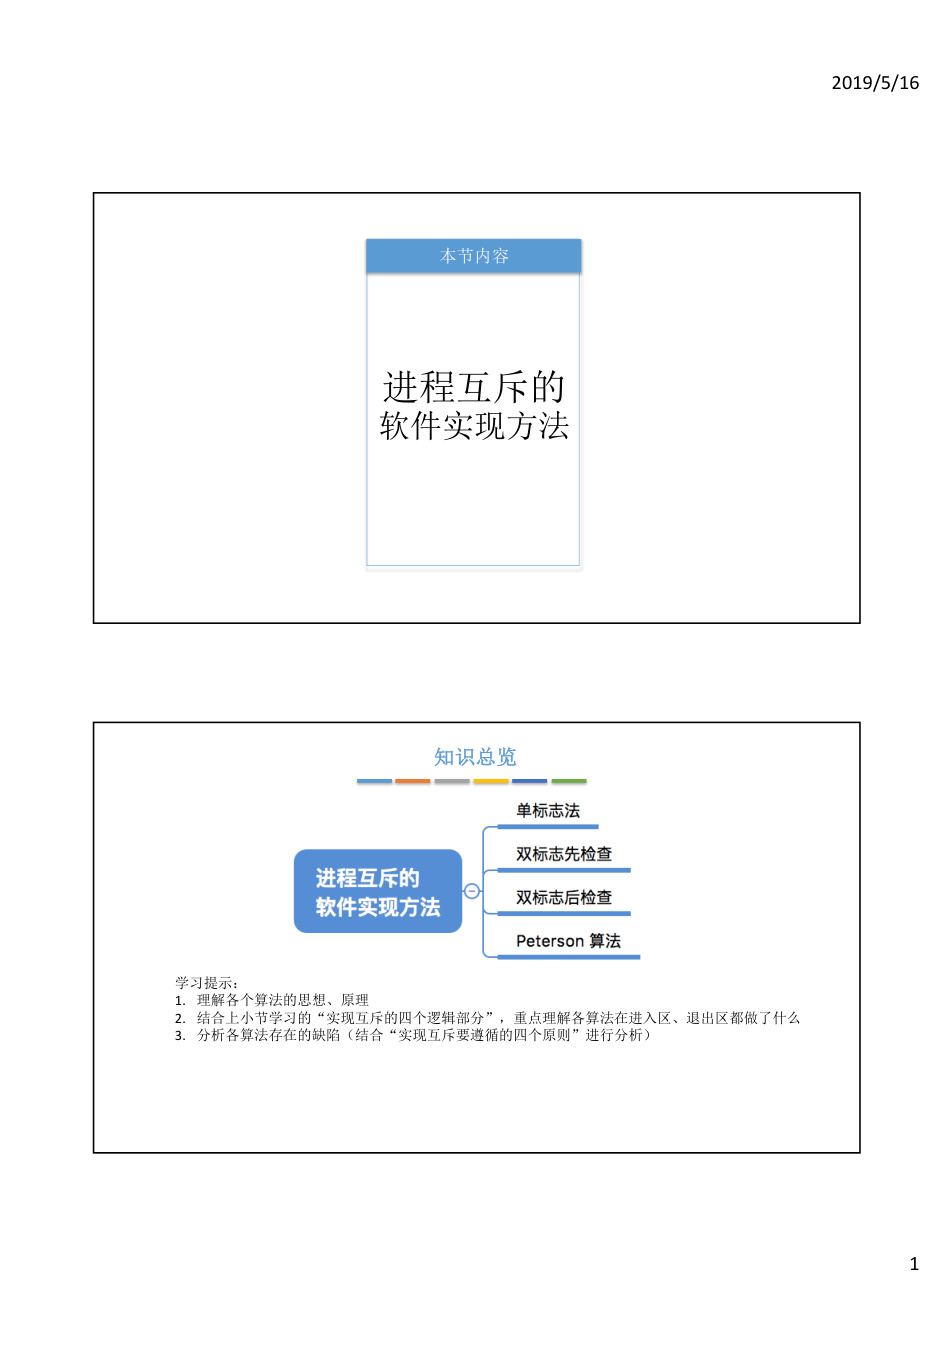 2019/5/16
本节内容
进程互斥的
软件实现方法
知识总览
单标志法
双标志先检查
进程互斥的
软件实现方法
双标志后检查
Peterson 算法
学习提示：
1. 理解各个算法的思想、原理
2. 结合上小节学习的“实现互斥的四个逻辑部分”，重点理解各算法在进入区、退出区都做了什么
3. 分析各算法存在的缺陷（结合“实现互斥要遵循的四个原则”进行分析）
1